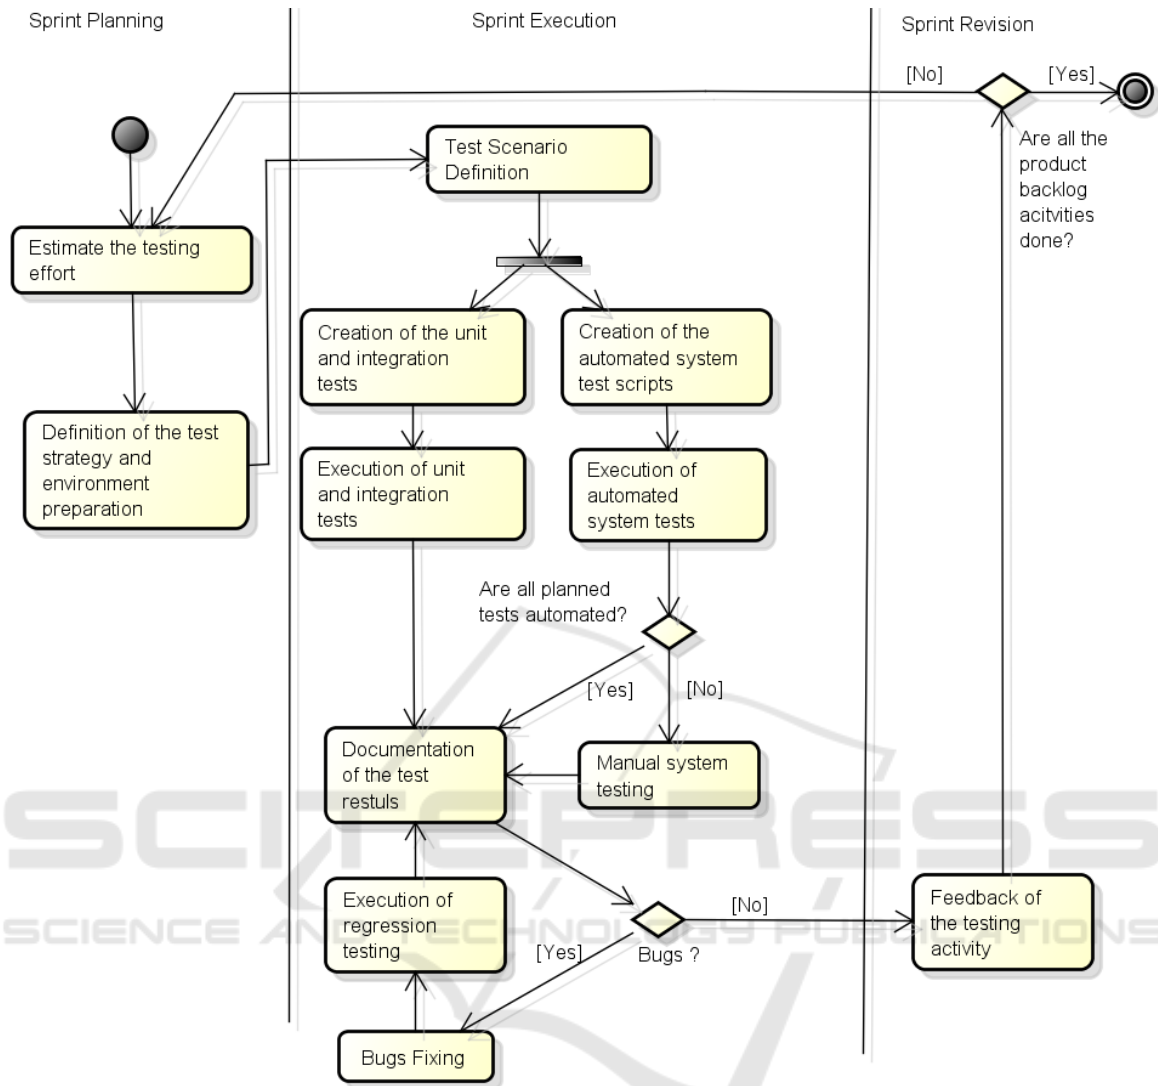 Sprint Planning
Sprint Execution
Sprint Revision
[No]
[Yes]
Are all the
product
backlog
acitvities
done?
Test Scenario
Definition
Estimate the testing
effort
Creation of the unit
and integration
tests
Creation of the
automated system
test scripts
Definition of the test
strategy and
environment
preparation
Execution of unit
and integration
tests
Execution of
automated
system tests
Are all planned
tests automated?
[Yes]
[No]
Documentation
of the test
restuls
Manual system
testing
Execution of
regression
testing
[Yes]
Bugs ?
[No]
Feedback of
the testing
activity
Bugs Fixing
SCITEPRESS
SCIENCE AND TECHNOLOGY PUBLICATIONS